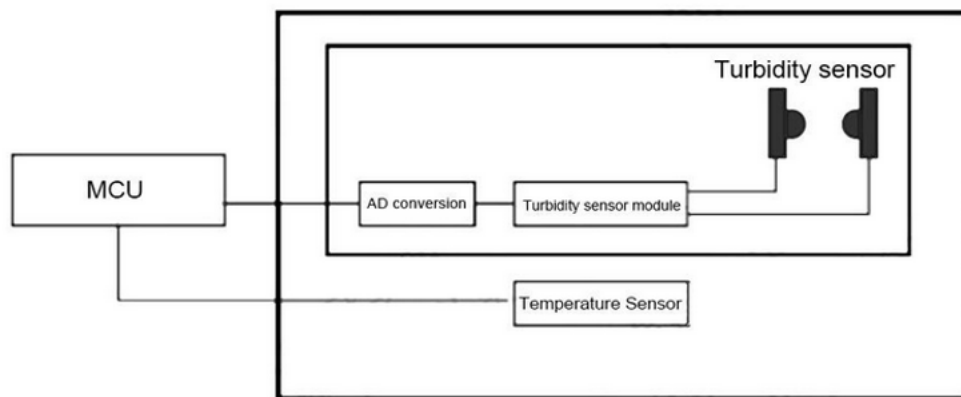 Turbidity sensor
MCU
AD conversion
Turbidity sensor module
Temperature Sensor